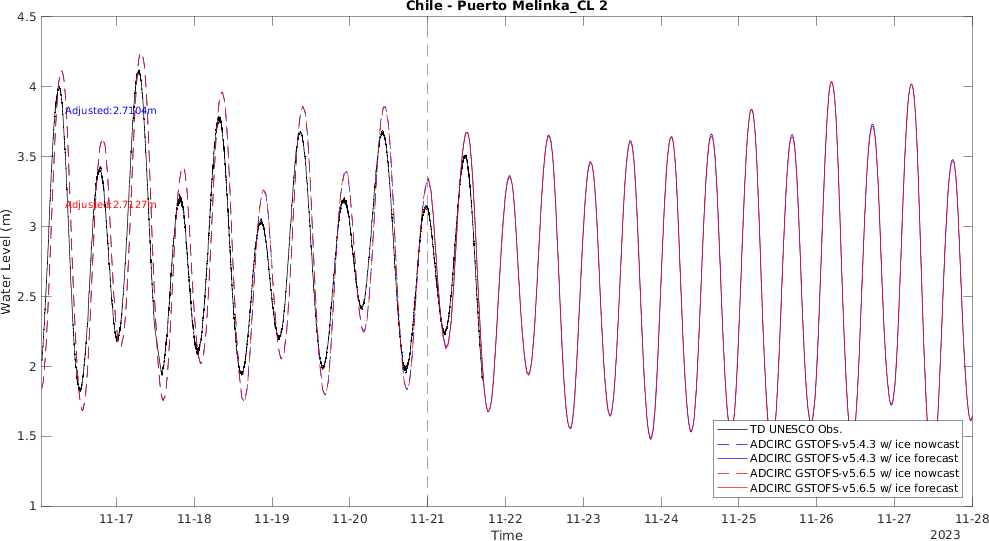 Chile - Puerto Melinka_CL 2
Water Level (m)
4.5
4
3.5
3
2.5
2
1.5
1
Adjusted:2.7104m
Adjusted:2.7127m
TD UNESCO Obs.
ADCIRC GSTOFS-v5.4.3 w/ ice nowcast
ADCIRC GSTOFS-v5.4.3 w/ ice forecast
ADCIRC GSTOFS-v5.6.5 w/ ice nowcast
ADCIRC GSTOFS-v5.6.5 w/ ice forecast
11-17 11-18 11-19 11-20 11-21 11-22 11-23 11-24 11-25 11-26 11-27 11-28
Time
2023